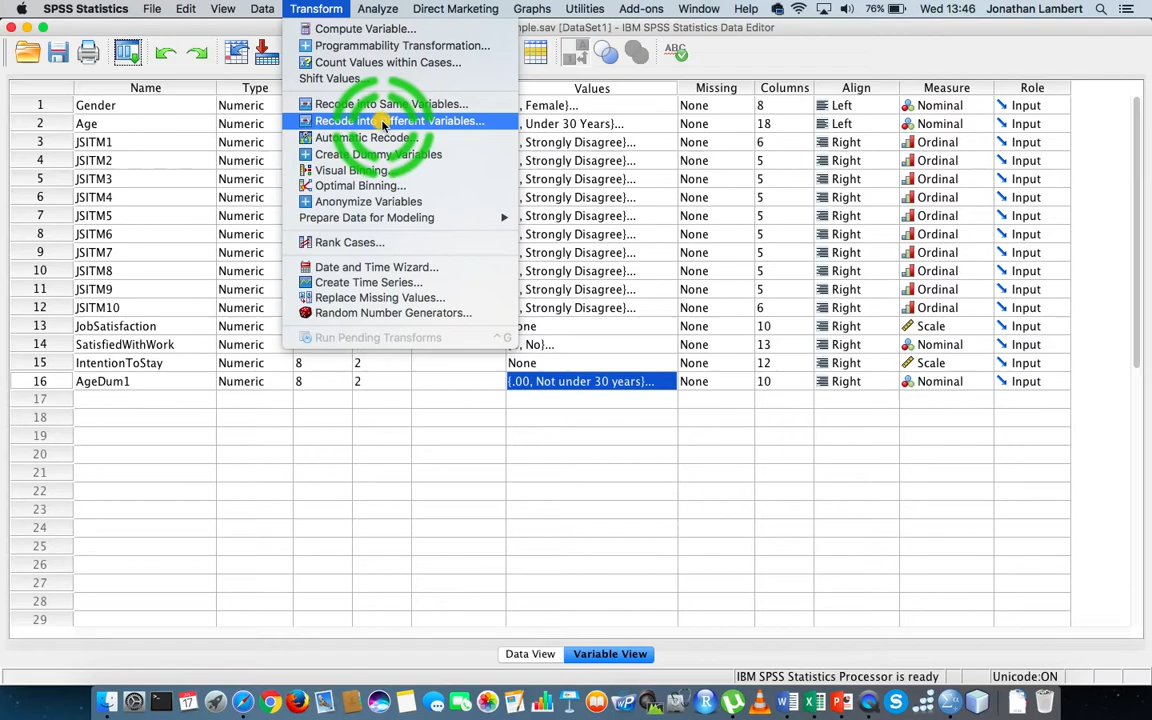 SPSS Statistics File Edit View Data Transform Analyze Direct Marketing Graphs Utilities Add-ons Window Help 76% Wed 17 Jan 13:46 Jonathan Lambert
mple.sav [DataSet1] - IBM SPSS Statistics Data Editor
Compute Variable...
Programmability Transformation...
Count Values within Cases...
Shift Values...
Recode into Same Variables...
Recode into Different Variables...
Automatic Recode...
Create Dummy Variables
Visual Binning...
Optimal Binning...
Anonymize Variables
Prepare Data for Modeling
Rank Cases...
Date and Time Wizard...
Create Time Series...
Replace Missing Values...
Random Number Generators...
Run Pending Transforms ^ G
Name Type Values Missing Columns Align Measure Role
1 Gender Numeric , Female}... None 8 Left Nominal Input
2 Age Numeric , Under 30 Years}... None 18 Left Nominal Input
3 JSITM1 Numeric , Strongly Disagree}... None 6 Right Ordinal Input
4 JSITM2 Numeric , Strongly Disagree}... None 5 Right Ordinal Input
5 JSITM3 Numeric , Strongly Disagree}... None 5 Right Ordinal Input
6 JSITM4 Numeric , Strongly Disagree}... None 5 Right Ordinal Input
7 JSITM5 Numeric , Strongly Disagree}... None 5 Right Ordinal Input
8 JSITM6 Numeric , Strongly Disagree}... None 5 Right Ordinal Input
9 JSITM7 Numeric , Strongly Disagree}... None 5 Right Ordinal Input
10 JSITM8 Numeric , Strongly Disagree}... None 5 Right Ordinal Input
11 JSITM9 Numeric , Strongly Disagree}... None 5 Right Ordinal Input
12 JSITM10 Numeric , Strongly Disagree}... None 6 Right Ordinal Input
13 JobSatisfaction Numeric one None 10 Right Scale Input
14 SatisfiedWithWork Numeric , No}... None 13 Right Nominal Input
15 IntentionToStay Numeric 8 2 None None 12 Right Scale Input
16 AgeDum1 Numeric 8 2 {.00, Not under 30 years}... None 10 Right Nominal Input
17
18
19
20
21
22
23
24
25
26
27
28
29
Data View Variable View
IBM SPSS Statistics Processor is ready Unicode:ON